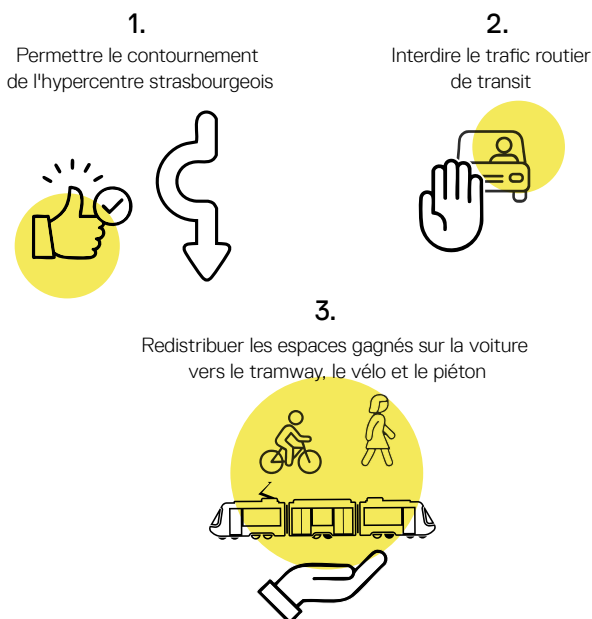 1.
Permettre le contournement
de l'hypercentre strasbourgeois
2.
Interdire le trafic routier
de transit
3.
Redistribuer les espaces gagnés sur la voiture
vers le tramway, le vélo et le piéton